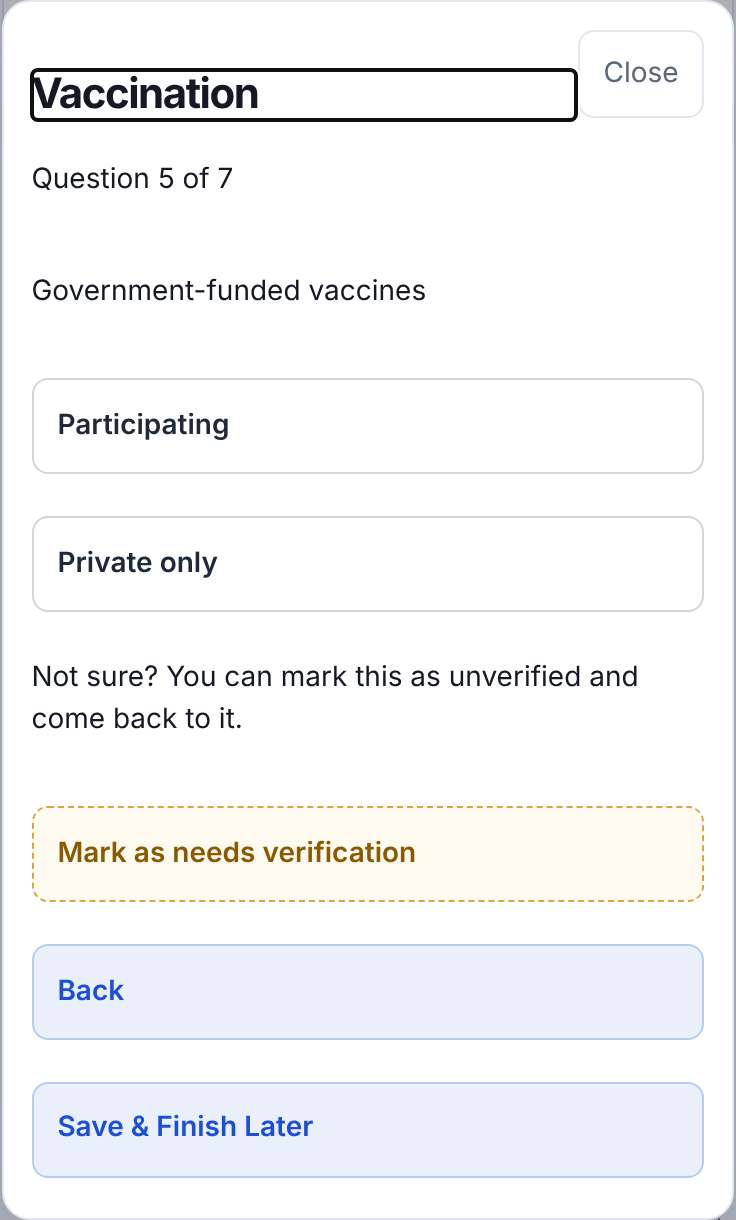 Vaccination
Close
Question 5 of 7
Government-funded vaccines
Participating
Private only
Not sure? You can mark this as unverified and
come back to it.
Mark as needs verification
Back
Save & Finish Later